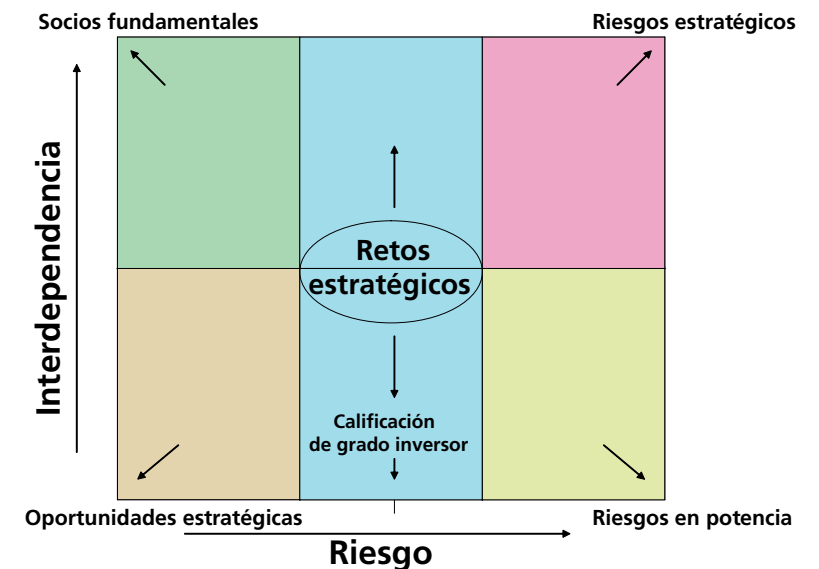 Socios fundamentales
Riesgos estratégicos
Interdependencia
Retos
estratégicos
Calificación
de grado inversor
Oportunidades estratégicas
Riesgos en potencia
Riesgo